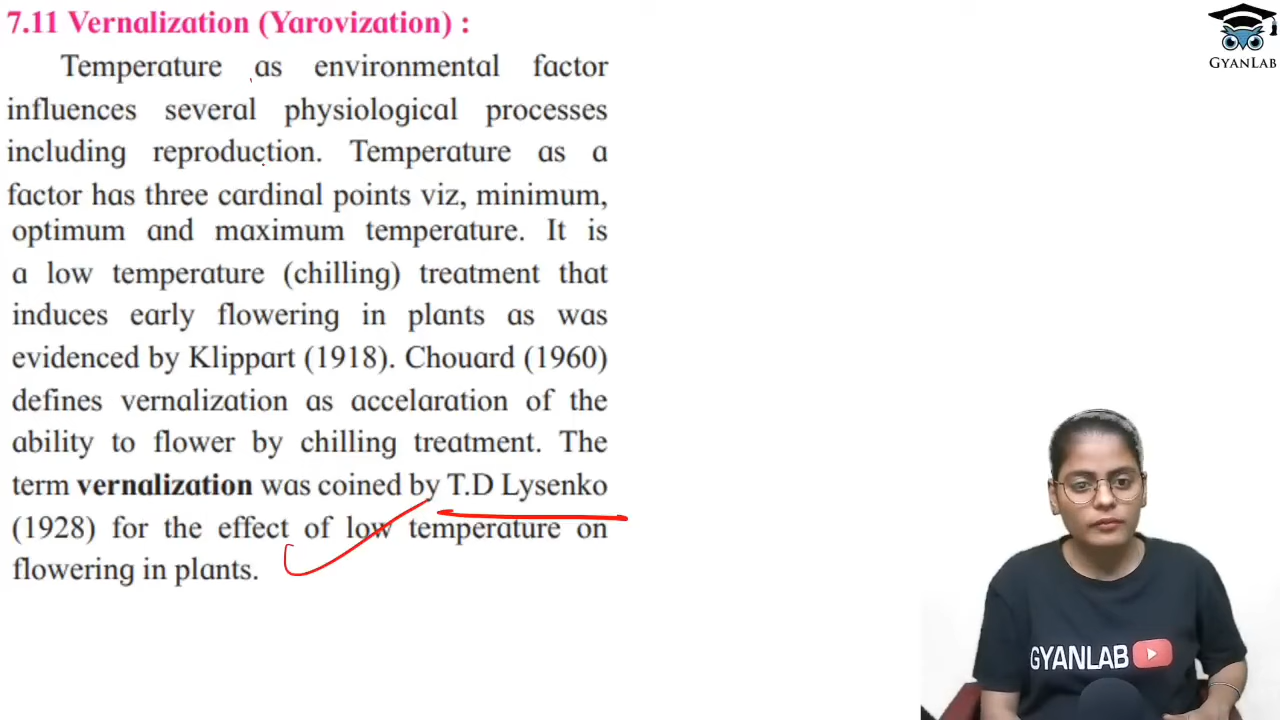 7.11 Vernalization (Yarovization) :
Temperature as environmental factor
influences several physiological processes
including reproduction. Temperature as a
factor has three cardinal points viz, minimum,
optimum and maximum temperature. It is
a low temperature (chilling) treatment that
induces early flowering in plants as was
evidenced by Klippart (1918). Chouard (1960)
defines vernalization as accelaration of the
ability to flower by chilling treatment. The
term vernalization was coined by T.D Lysenko
(1928) for the effect of low temperature on
flowering in plants.
GYANLAB
GYANLAB